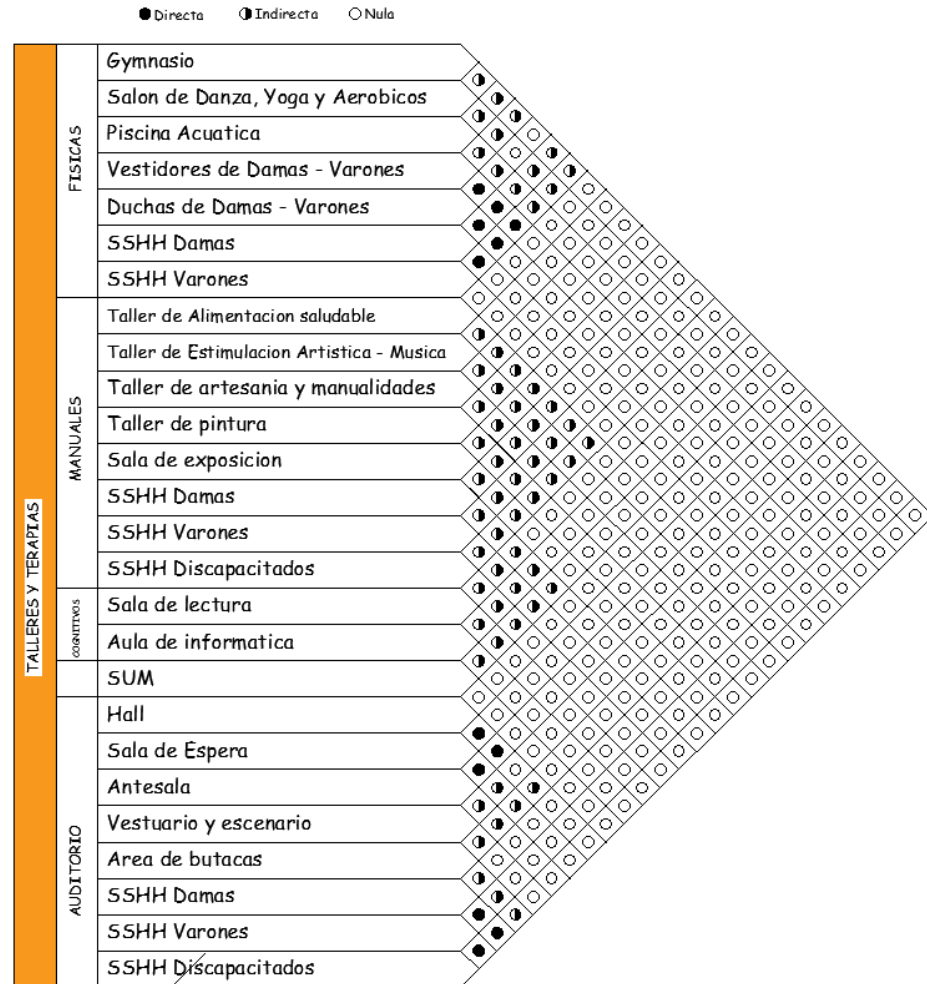 Directa Indirecta Nula
TALLERES Y TERAPIAS
FISICAS
Gymnasio
Salon de Danza, Yoga y Aerobicos
Piscina Acuatica
Vestidores de Damas - Varones
Duchas de Damas - Varones
SSHH Damas
SSHH Varones
MANUALES
Taller de Alimentacion saludable
Taller de Estimulacion Artistica - Musica
Taller de artesania y manualidades
Taller de pintura
Sala de exposicion
SSHH Damas
SSHH Varones
SSHH Discapacitados
COGNITIVOS
Sala de lectura
Aula de informatica
SUM
AUDITORIO
Hall
Sala de Espera
Antesala
Vestuario y escenario
Area de butacas
SSHH Damas
SSHH Varones
SSHH Discapacitados